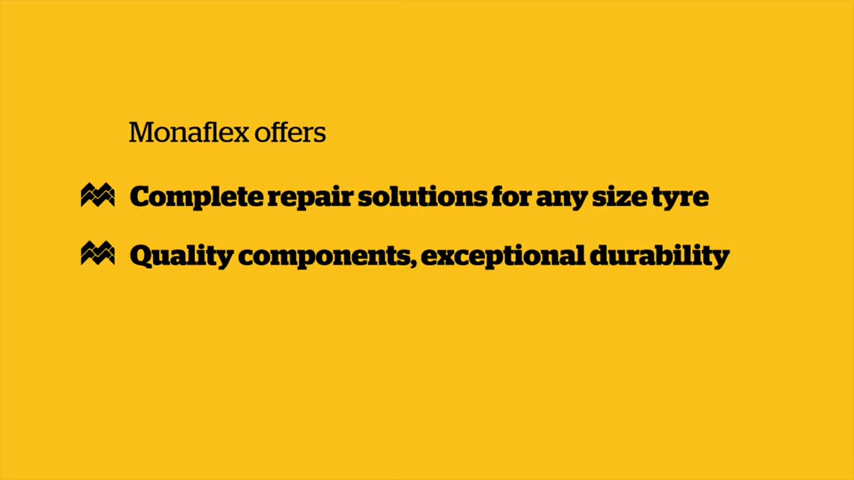 Monaflex offers
Complete repair solutions for any size tyre
Quality components, exceptional durability